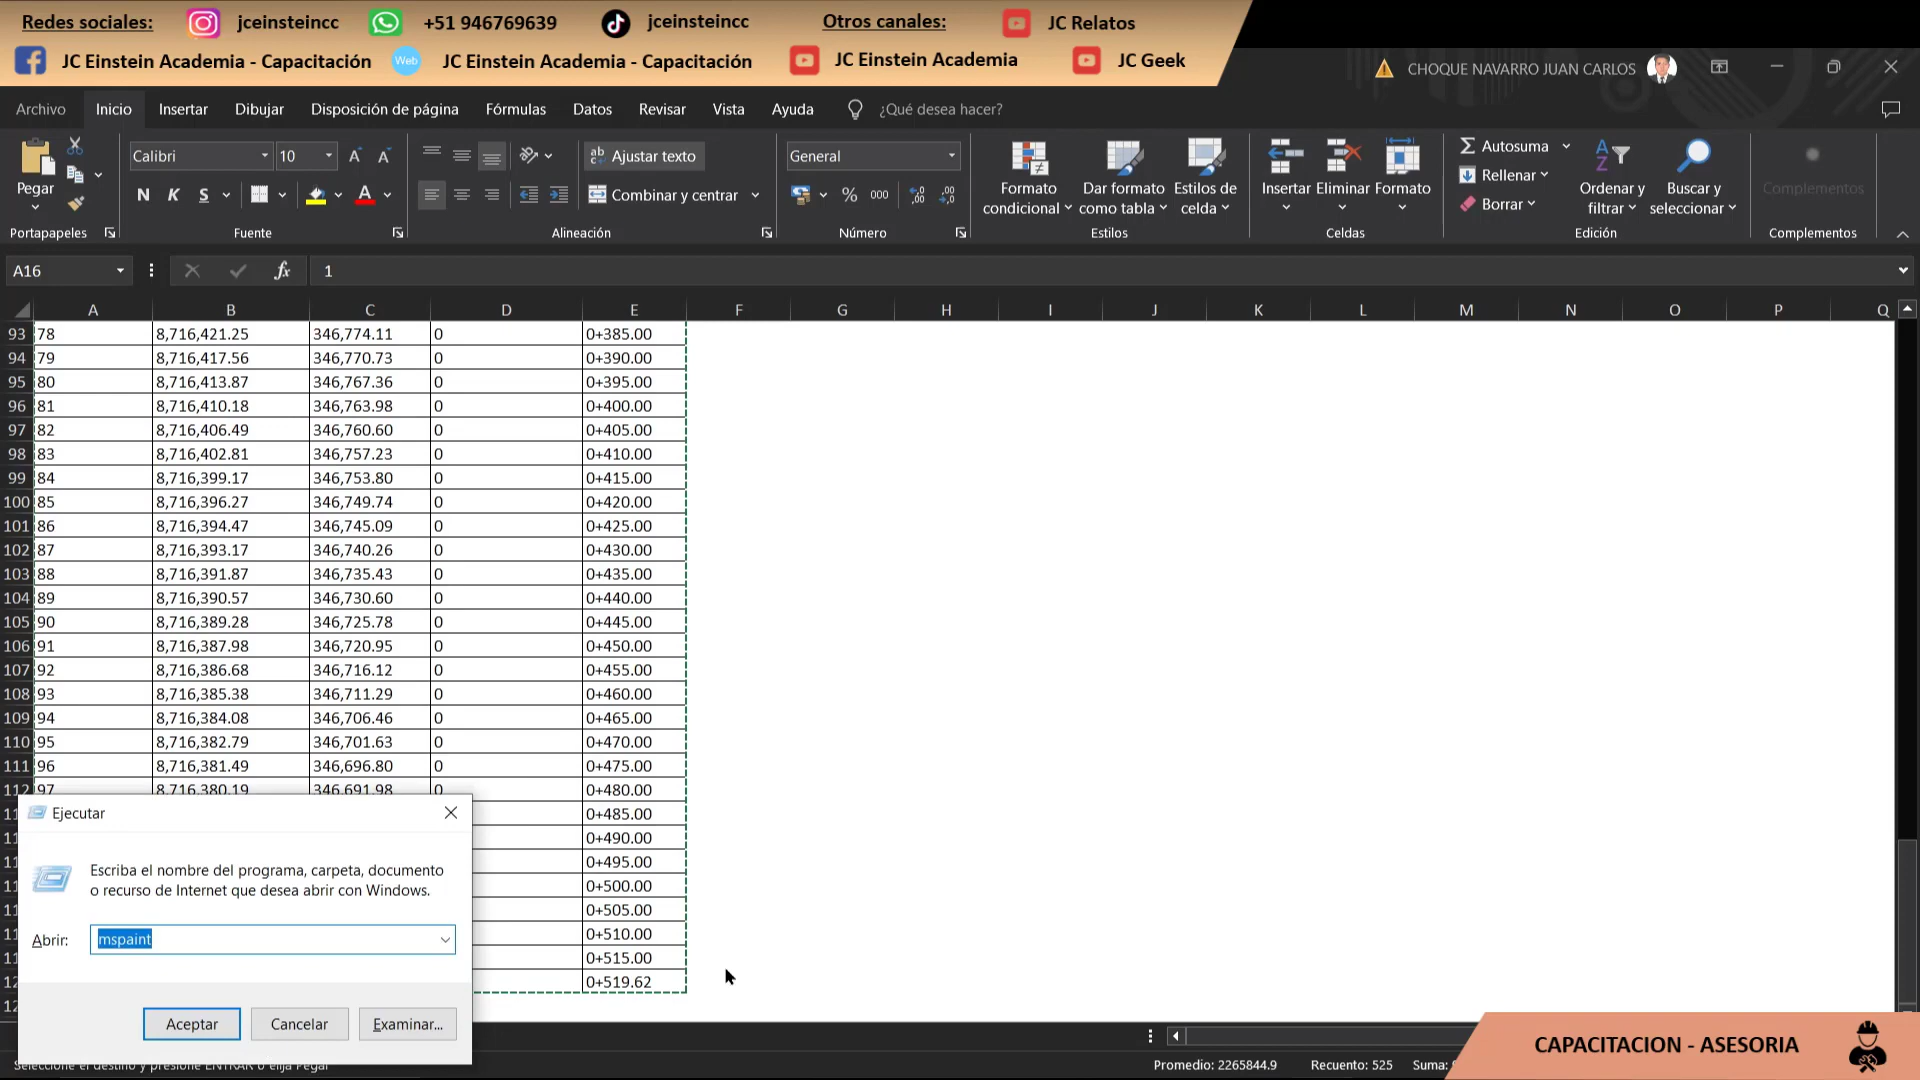 Redes sociales: jceinsteincc +51 946769639 jceinsteincc Otros canales: JC Relatos
JC Einstein Academia - Capacitación Web JC Einstein Academia - Capacitación JC Einstein Academia JC Geek
CHOQUE NAVARRO JUAN CARLOS
Archivo Inicio Insertar Dibujar Disposición de página Fórmulas Datos Revisar Vista Ayuda ¿Qué desea hacer?
Pegar
Portapapeles
Calibri 10
N K S
Fuente
Ajustar texto
Combinar y centrar
Alineación
General
% 000
Número
Formato condicional
Dar formato como tabla
Estilos de celda
Estilos
Insertar Eliminar Formato
Celdas
Autosuma
Rellenar
Borrar
Ordenar y filtrar
Buscar y seleccionar
Edición
Complementos
Complementos
A16 fx 1
A B C D E F G H I J K L M N O P Q
93 78 8,716,421.25 346,774.11 0 0+385.00
94 79 8,716,417.56 346,770.73 0 0+390.00
95 80 8,716,413.87 346,767.36 0 0+395.00
96 81 8,716,410.18 346,763.98 0 0+400.00
97 82 8,716,406.49 346,760.60 0 0+405.00
98 83 8,716,402.81 346,757.23 0 0+410.00
99 84 8,716,399.17 346,753.80 0 0+415.00
100 85 8,716,396.27 346,749.74 0 0+420.00
101 86 8,716,394.47 346,745.09 0 0+425.00
102 87 8,716,393.17 346,740.26 0 0+430.00
103 88 8,716,391.87 346,735.43 0 0+435.00
104 89 8,716,390.57 346,730.60 0 0+440.00
105 90 8,716,389.28 346,725.78 0 0+445.00
106 91 8,716,387.98 346,720.95 0 0+450.00
107 92 8,716,386.68 346,716.12 0 0+455.00
108 93 8,716,385.38 346,711.29 0 0+460.00
109 94 8,716,384.08 346,706.46 0 0+465.00
110 95 8,716,382.79 346,701.63 0 0+470.00
111 96 8,716,381.49 346,696.80 0 0+475.00
112 97 8,716,380.19 346,691.98 0 0+480.00
0+485.00
0+490.00
0+495.00
0+500.00
0+505.00
0+510.00
0+515.00
0+519.62
Ejecutar
Escriba el nombre del programa, carpeta, documento
o recurso de Internet que desea abrir con Windows.
Abrir: mspaint
Aceptar Cancelar Examinar...
Seleccione el destino y presione ENTRAR o elija Pegar
Promedio: 2265844.9 Recuento: 525 Suma:
CAPACITACION - ASESORIA